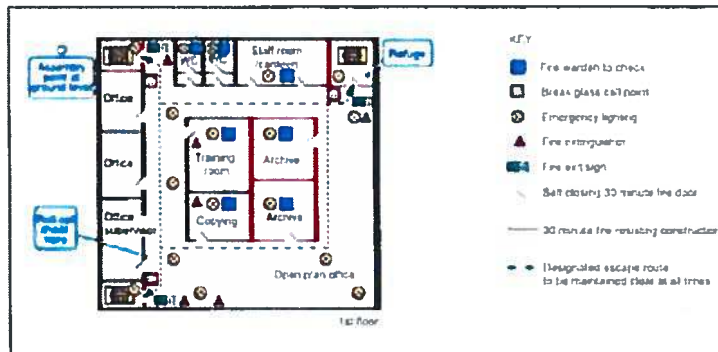 Assembly
point at
ground level
Refuge
WC
Staff room
/canteen
Office
Office
Office
supervisor
Training
room
Archive
Copying
Archive
Open plan office
1st floor
KEY
Fire warden to check
Break glass call point
Emergency lighting
Fire extinguisher
Fire exit sign
Self closing 30 minute fire door
30 minute fire resisting construction
Designated escape route
to be maintained clear at all times